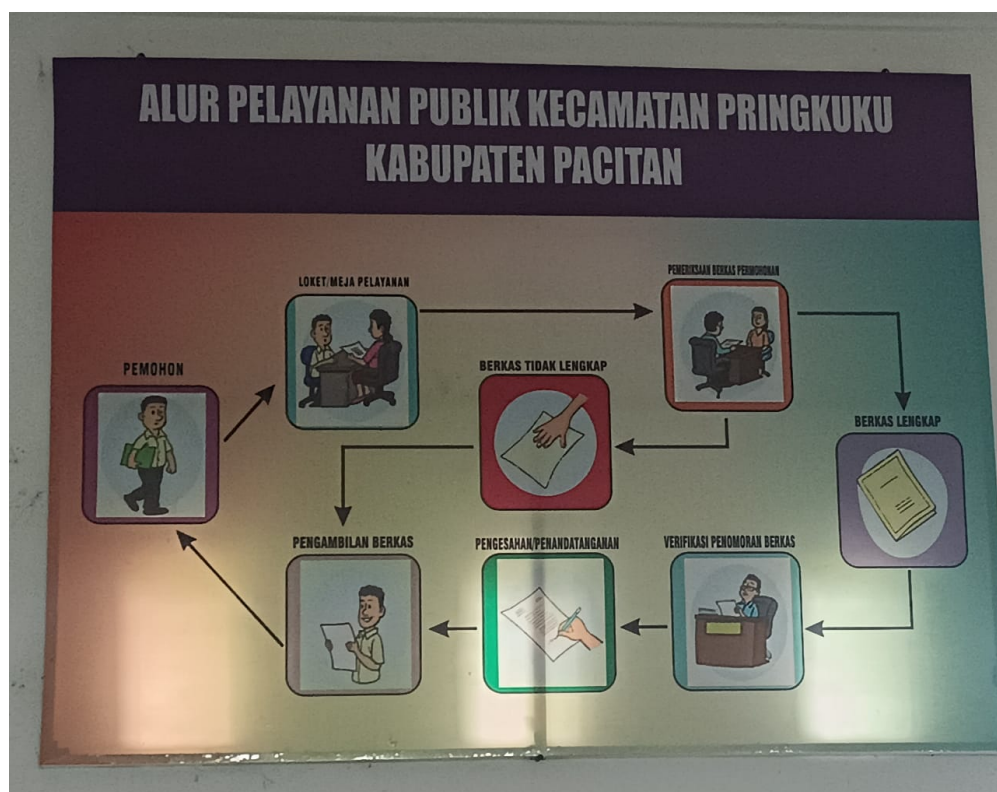 ALUR PELAYANAN PUBLIK KECAMATAN PRINGKUKU
KABUPATEN PACITAN
PEMOHON
LOKET/MEJA PELAYANAN
PEMERIKSAAN BERKAS PERMOHONAN
BERKAS TIDAK LENGKAP
BERKAS LENGKAP
VERIFIKASI PENOMORAN BERKAS
PENGESAHAN/PENANDATANGANAN
PENGAMBILAN BERKAS